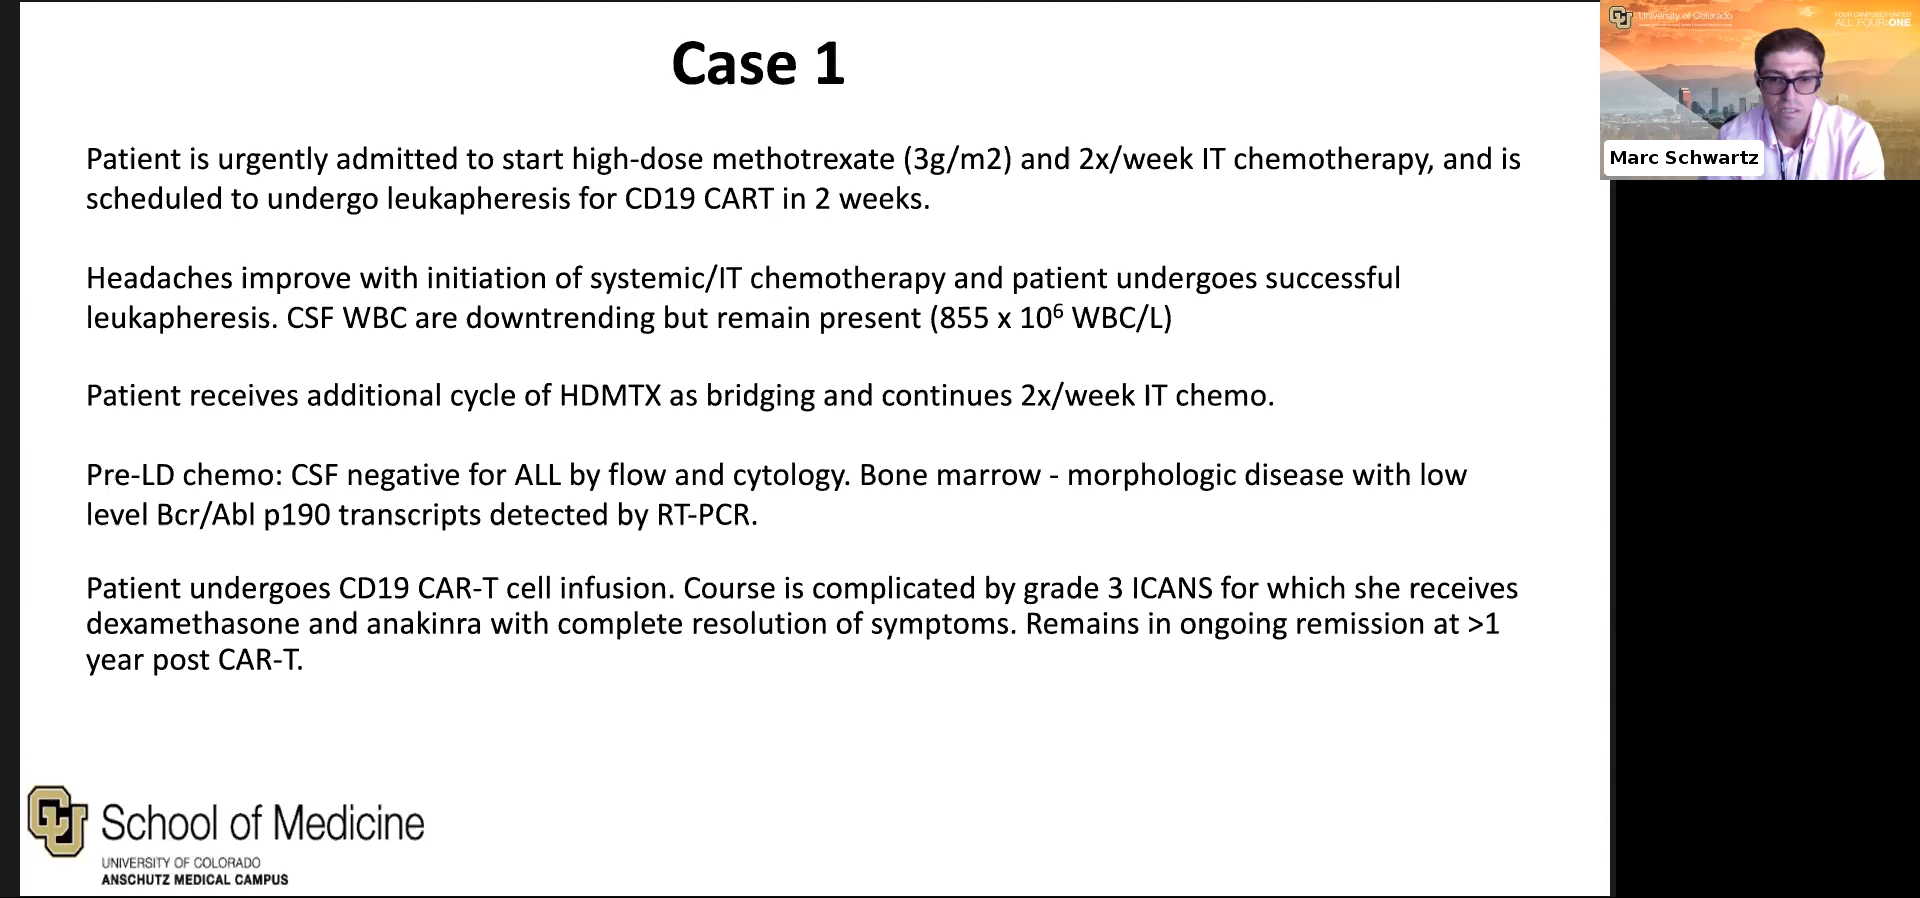 Case 1
Patient is urgently admitted to start high-dose methotrexate (3g/m2) and 2x/week IT chemotherapy, and is
scheduled to undergo leukapheresis for CD19 CART in 2 weeks.
Headaches improve with initiation of systemic/IT chemotherapy and patient undergoes successful
leukapheresis. CSF WBC are downtrending but remain present (855 x 10⁶ WBC/L)
Patient receives additional cycle of HDMTX as bridging and continues 2x/week IT chemo.
Pre-LD chemo: CSF negative for ALL by flow and cytology. Bone marrow - morphologic disease with low
level Bcr/Abl p190 transcripts detected by RT-PCR.
Patient undergoes CD19 CAR-T cell infusion. Course is complicated by grade 3 ICANS for which she receives
dexamethasone and anakinra with complete resolution of symptoms. Remains in ongoing remission at >1
year post CAR-T.
School of Medicine
UNIVERSITY OF COLORADO
ANSCHUTZ MEDICAL CAMPUS
University of Colorado
FOUR CAMPUSES UNITED
ALL FOUR:ONE
Marc Schwartz